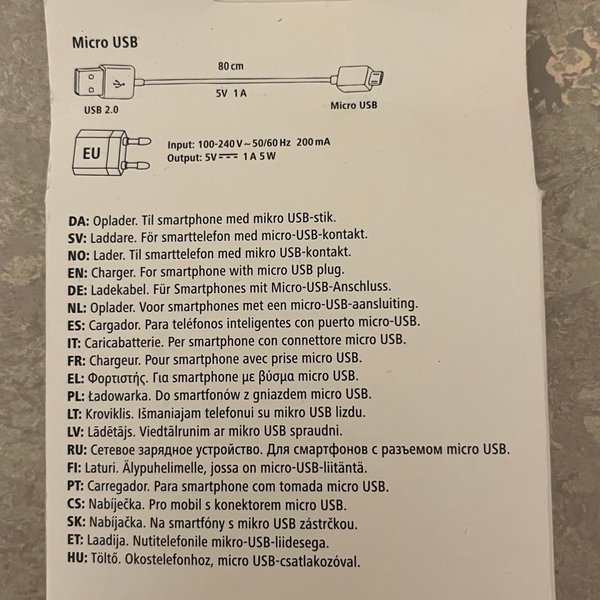 Micro USB
80 cm
5V 1 A
USB 2.0
Micro USB
EU
Input: 100-240 V ~ 50/60 Hz 200 mA
Output: 5V ⎓ 1 A 5 W
DA: Oplader. Til smartphone med mikro USB-stik.
SV: Laddare. För smarttelefon med micro-USB-kontakt.
NO: Lader. Til smarttelefon med mikro USB-kontakt.
EN: Charger. For smartphone with micro USB plug.
DE: Ladekabel. Für Smartphones mit Micro-USB-Anschluss.
NL: Oplader. Voor smartphones met een micro-USB-aansluiting.
ES: Cargador. Para teléfonos inteligentes con puerto micro-USB.
IT: Caricabatterie. Per smartphone con connettore micro USB.
FR: Chargeur. Pour smartphone avec prise micro USB.
EL: Φορτιστής. Για smartphone με βύσμα micro USB.
PL: Ładowarka. Do smartfonów z gniazdem micro USB.
LT: Kroviklis. Išmaniajam telefonui su mikro USB lizdu.
LV: Lādētājs. Viedtālrunim ar mikro USB spraudni.
RU: Сетевое зарядное устройство. Для смартфонов с разъемом micro USB.
FI: Laturi. Älypuhelimelle, jossa on micro-USB-liitäntä.
PT: Carregador. Para smartphone com tomada micro USB.
CS: Nabíječka. Pro mobil s konektorem micro USB.
SK: Nabíjačka. Na smartfóny s mikro USB zástrčkou.
ET: Laadija. Nutitelefonile mikro-USB-liidesega.
HU: Töltő. Okostelefonhoz, micro USB-csatlakozóval.